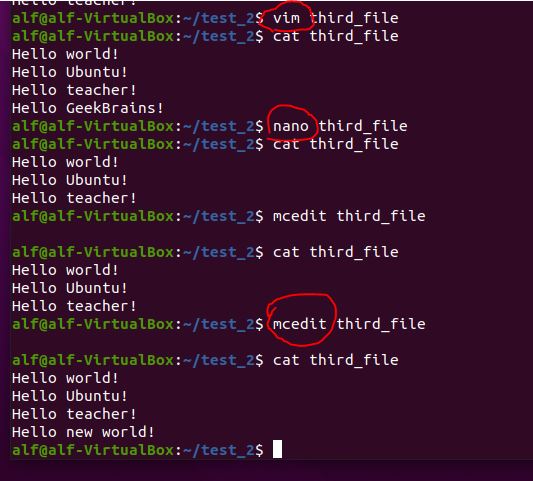 Hello teacher!
alf@alf-VirtualBox:~/test_2$ vim third_file
alf@alf-VirtualBox:~/test_2$ cat third_file
Hello world!
Hello Ubuntu!
Hello teacher!
Hello GeekBrains!
alf@alf-VirtualBox:~/test_2$ nano third_file
alf@alf-VirtualBox:~/test_2$ cat third_file
Hello world!
Hello Ubuntu!
Hello teacher!
alf@alf-VirtualBox:~/test_2$ mcedit third_file
alf@alf-VirtualBox:~/test_2$ cat third_file
Hello world!
Hello Ubuntu!
Hello teacher!
alf@alf-VirtualBox:~/test_2$ mcedit third_file
alf@alf-VirtualBox:~/test_2$ cat third_file
Hello world!
Hello Ubuntu!
Hello teacher!
Hello new world!
alf@alf-VirtualBox:~/test_2$